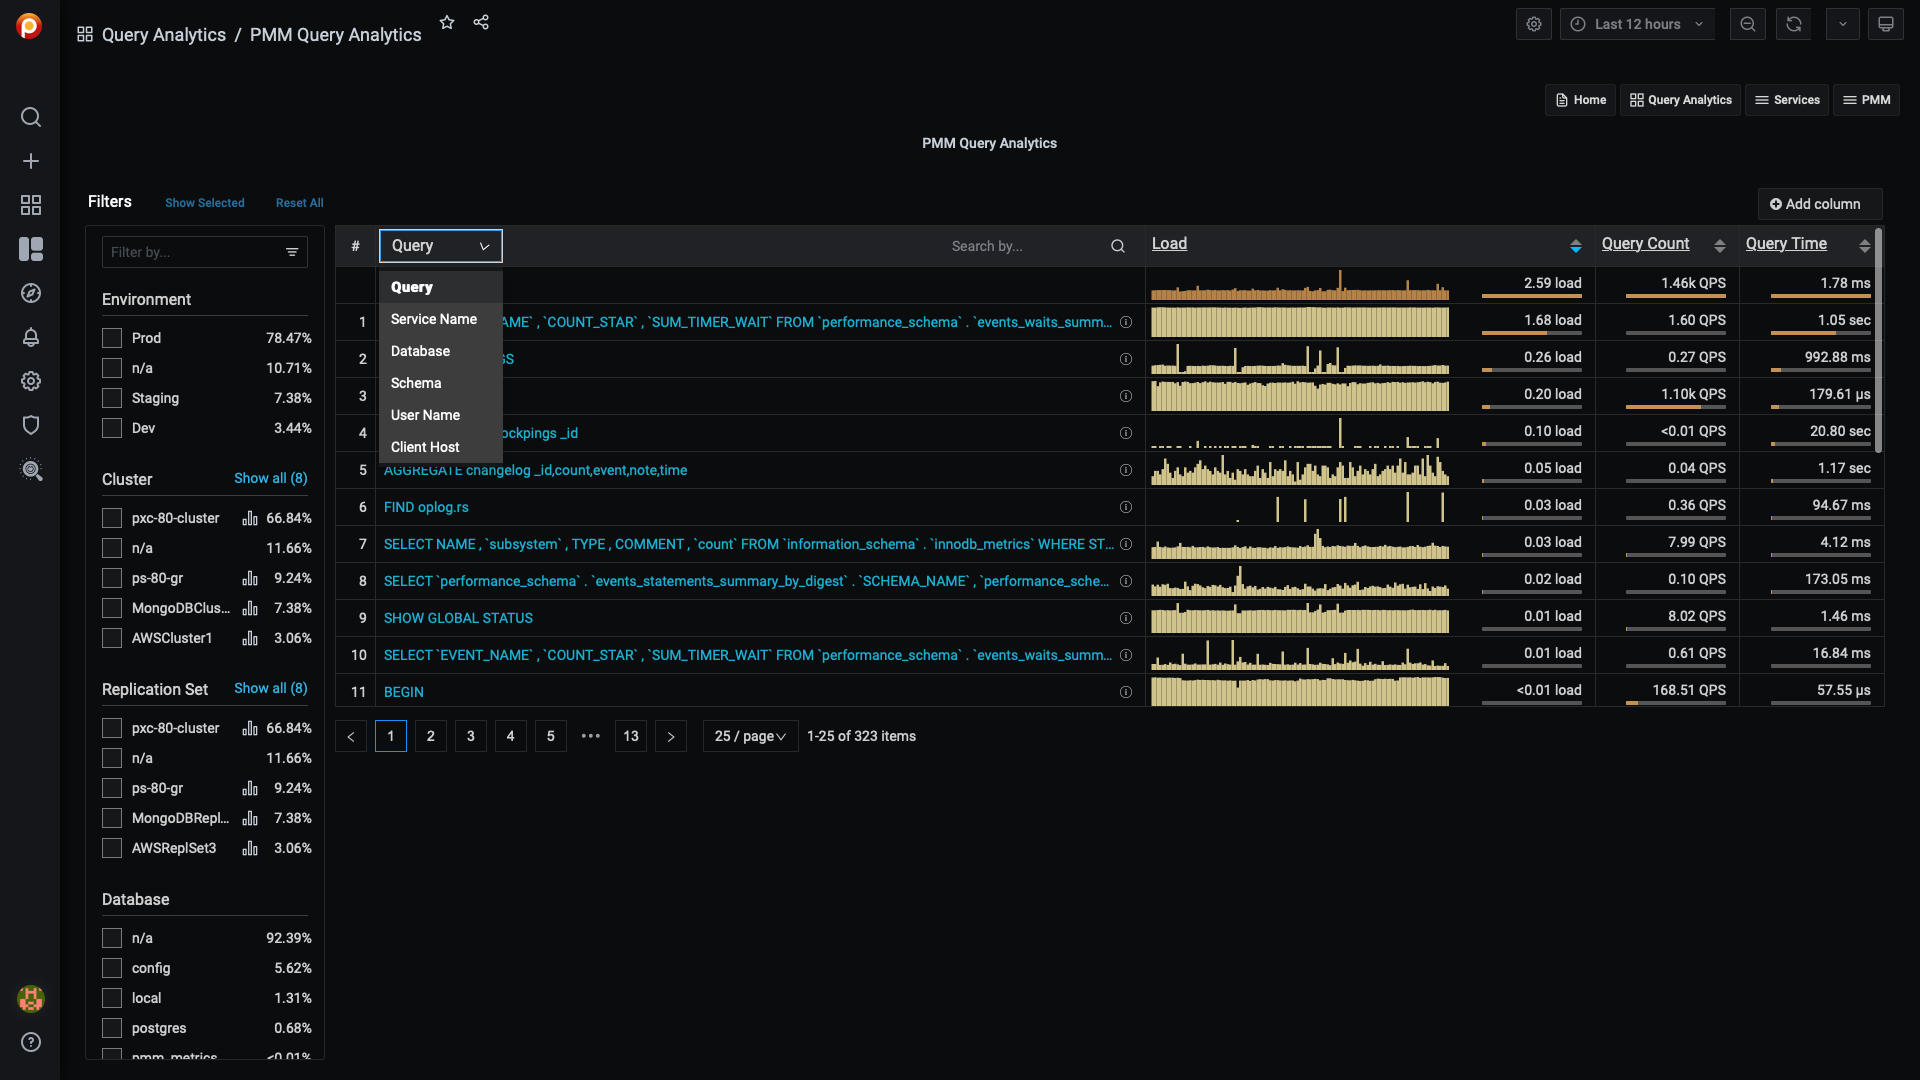 Query Analytics / PMM Query Analytics
Last 12 hours
Home
Query Analytics
Services
PMM
PMM Query Analytics
Filters
Show Selected
Reset All
Add column
Filter by...
Environment
Prod 78.47%
n/a 10.71%
Staging 7.38%
Dev 3.44%
Cluster Show all (8)
pxc-80-cluster 66.84%
n/a 11.66%
ps-80-gr 9.24%
MongoDBClus... 7.38%
AWSCluster1 3.06%
Replication Set Show all (8)
pxc-80-cluster 66.84%
n/a 11.66%
ps-80-gr 9.24%
MongoDBRepl... 7.38%
AWSReplSet3 3.06%
Database
n/a 92.39%
config 5.62%
local 1.31%
postgres 0.68%
pmm_metrics <0.01%
# Query Search by... Load Query Count Query Time
Query
Service Name
Database
Schema
User Name
Client Host
2.59 load 1.46k QPS 1.78 ms
1 AME` , `COUNT_STAR` , `SUM_TIMER_WAIT` FROM `performance_schema` . `events_waits_summ... 1.68 load 1.60 QPS 1.05 sec
2 GS 0.26 load 0.27 QPS 992.88 ms
3 0.20 load 1.10k QPS 179.61 µs
4 ockpings _id 0.10 load <0.01 QPS 20.80 sec
5 AGGREGATE changelog _id,count,event,note,time 0.05 load 0.04 QPS 1.17 sec
6 FIND oplog.rs 0.03 load 0.36 QPS 94.67 ms
7 SELECT NAME , `subsystem` , TYPE , COMMENT , `count` FROM `information_schema` . `innodb_metrics` WHERE ST... 0.03 load 7.99 QPS 4.12 ms
8 SELECT `performance_schema` . `events_statements_summary_by_digest` . `SCHEMA_NAME` , `performance_sche... 0.02 load 0.10 QPS 173.05 ms
9 SHOW GLOBAL STATUS 0.01 load 8.02 QPS 1.46 ms
10 SELECT `EVENT_NAME` , `COUNT_STAR` , `SUM_TIMER_WAIT` FROM `performance_schema` . `events_waits_summ... 0.01 load 0.61 QPS 16.84 ms
11 BEGIN <0.01 load 168.51 QPS 57.55 µs
< 1 2 3 4 5 ••• 13 > 25 / page 1-25 of 323 items